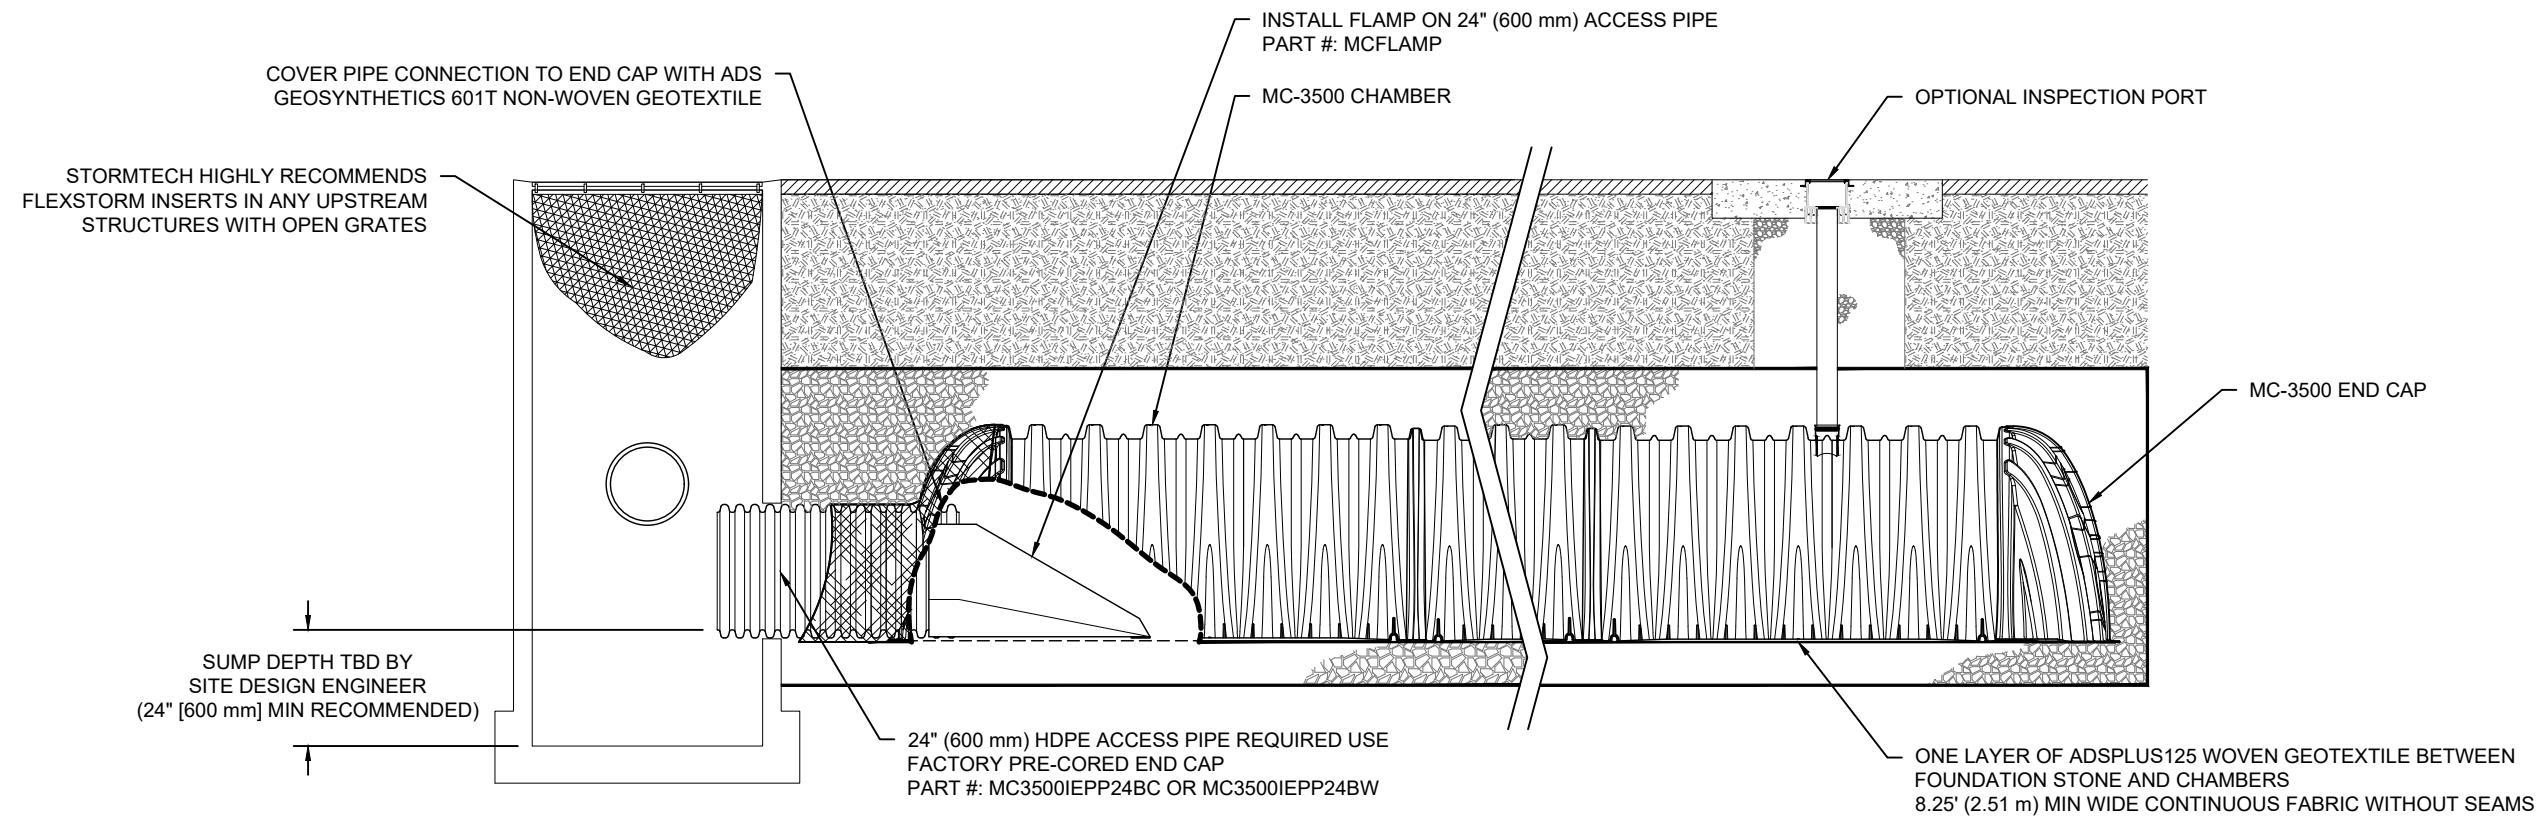 INSTALL FLAMP ON 24" (600 mm) ACCESS PIPE
PART #: MCFLAMP
COVER PIPE CONNECTION TO END CAP WITH ADS
GEOSYNTHETICS 601T NON-WOVEN GEOTEXTILE
MC-3500 CHAMBER
OPTIONAL INSPECTION PORT
STORMTECH HIGHLY RECOMMENDS
FLEXSTORM INSERTS IN ANY UPSTREAM
STRUCTURES WITH OPEN GRATES
MC-3500 END CAP
SUMP DEPTH TBD BY
SITE DESIGN ENGINEER
(24" [600 mm] MIN RECOMMENDED)
24" (600 mm) HDPE ACCESS PIPE REQUIRED USE
FACTORY PRE-CORED END CAP
PART #: MC3500IEPP24BC OR MC3500IEPP24BW
ONE LAYER OF ADSPLUS125 WOVEN GEOTEXTILE BETWEEN
FOUNDATION STONE AND CHAMBERS
8.25' (2.51 m) MIN WIDE CONTINUOUS FABRIC WITHOUT SEAMS